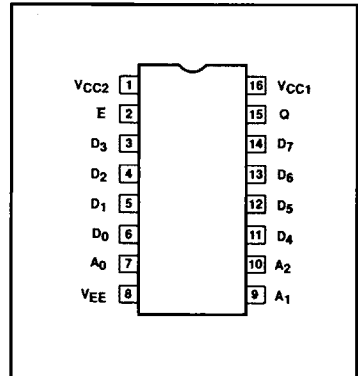 VCC2 1 16 VCC1
E 2 15 Q
D3 3 14 D7
D2 4 13 D6
D1 5 12 D5
D0 6 11 D4
A0 7 10 A2
VEE 8 9 A1